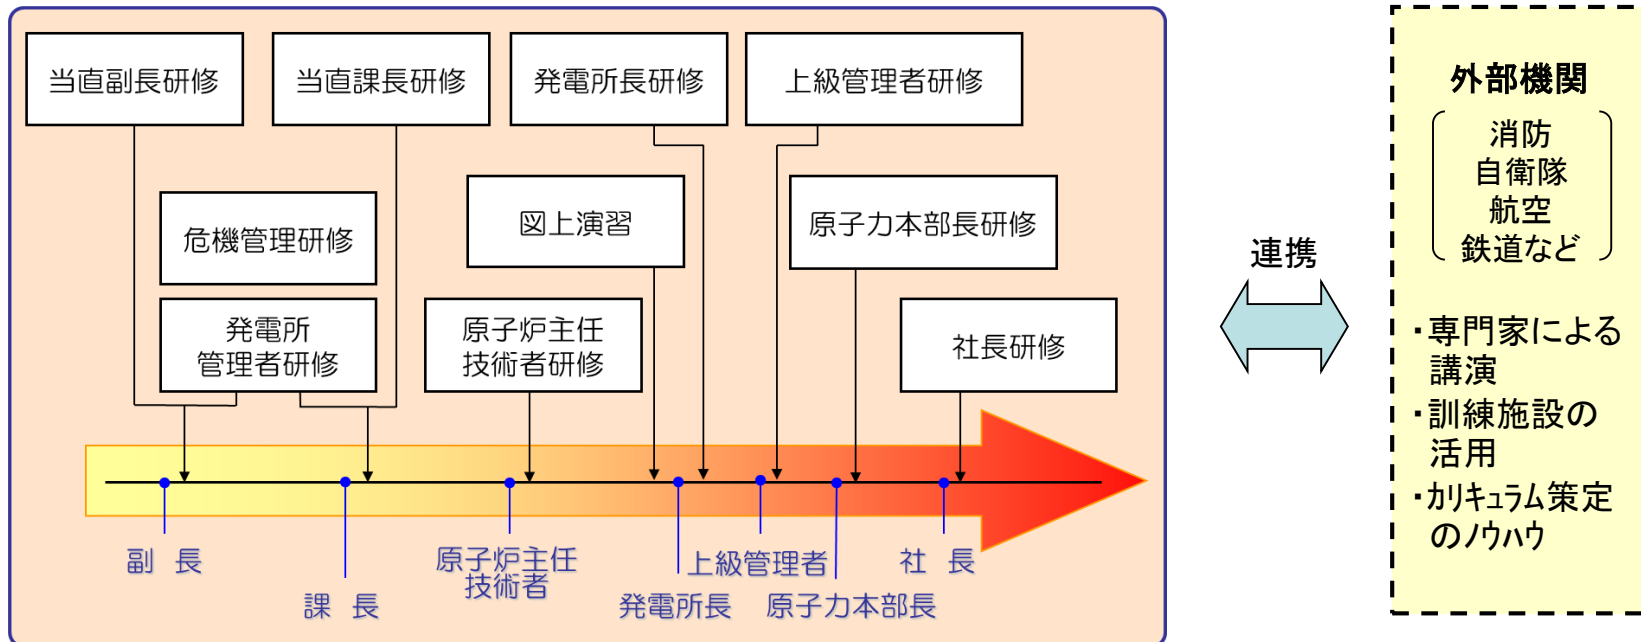 当直副長研修
当直課長研修
発電所長研修
上級管理者研修
危機管理研修
図上演習
原子力本部長研修
発電所
管理者研修
原子炉主任
技術者研修
社長研修
副 長
課 長
原子炉主任
技術者
発電所長
上級管理者
原子力本部長
社 長
連携
外部機関
消防
自衛隊
航空
鉄道など
・専門家による
講演
・訓練施設の
活用
・カリキュラム策定
のノウハウ